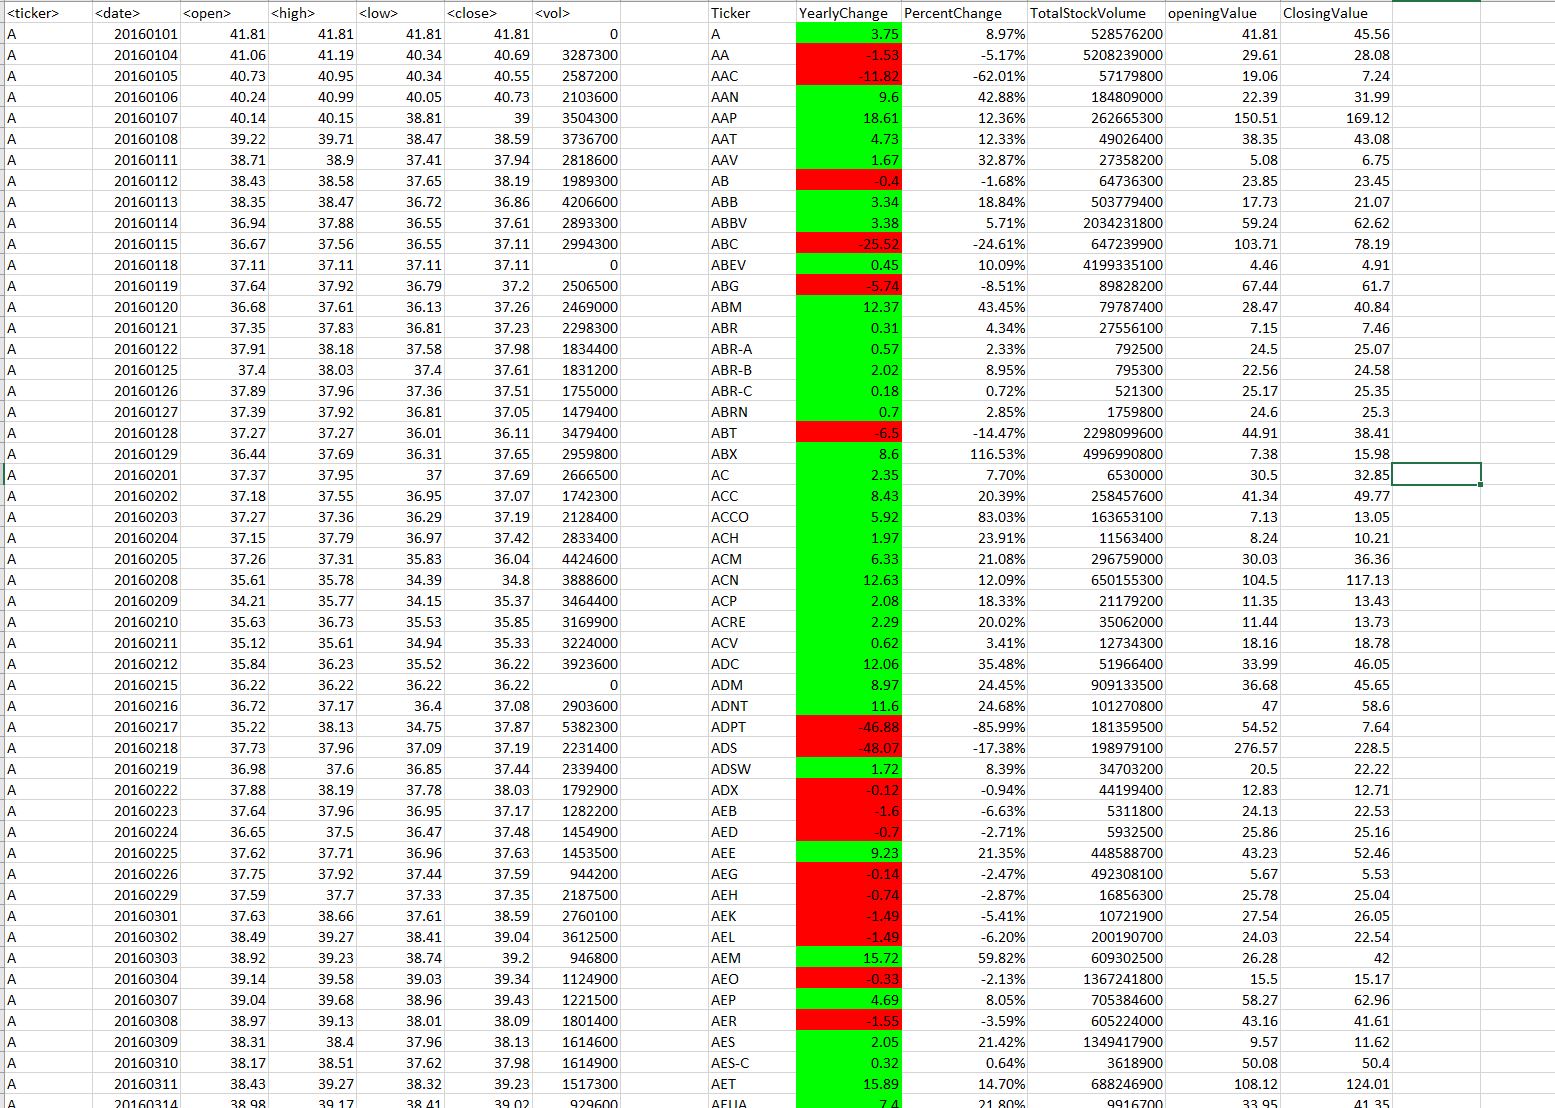 <ticker> <date> <open> <high> <low> <close> <vol> Ticker YearlyChange PercentChange TotalStockVolume openingValue ClosingValue
A 20160101 41.81 41.81 41.81 41.81 0 A 3.75 8.97% 528576200 41.81 45.56
A 20160104 41.06 41.19 40.34 40.69 3287300 AA -1.53 -5.17% 5208239000 29.61 28.08
A 20160105 40.73 40.95 40.34 40.55 2587200 AAC -11.82 -62.01% 57179800 19.06 7.24
A 20160106 40.24 40.99 40.05 40.73 2103600 AAN 9.6 42.88% 184809000 22.39 31.99
A 20160107 40.14 40.15 38.81 39 3504300 AAP 18.61 12.36% 262665300 150.51 169.12
A 20160108 39.22 39.71 38.47 38.59 3736700 AAT 4.73 12.33% 49026400 38.35 43.08
A 20160111 38.71 38.9 37.41 37.94 2818600 AAV 1.67 32.87% 27358200 5.08 6.75
A 20160112 38.43 38.58 37.65 38.19 1989300 AB -0.4 -1.68% 64736300 23.85 23.45
A 20160113 38.35 38.47 36.72 36.86 4206600 ABB 3.34 18.84% 503779400 17.73 21.07
A 20160114 36.94 37.88 36.55 37.61 2893300 ABBV 3.38 5.71% 2034231800 59.24 62.62
A 20160115 36.67 37.56 36.55 37.11 2994300 ABC -25.52 -24.61% 647239900 103.71 78.19
A 20160118 37.11 37.11 37.11 37.11 0 ABEV 0.45 10.09% 4199335100 4.46 4.91
A 20160119 37.64 37.92 36.79 37.2 2506500 ABG -5.74 -8.51% 89828200 67.44 61.7
A 20160120 36.68 37.61 36.13 37.26 2469000 ABM 12.37 43.45% 79787400 28.47 40.84
A 20160121 37.35 37.83 36.81 37.23 2298300 ABR 0.31 4.34% 27556100 7.15 7.46
A 20160122 37.91 38.18 37.58 37.98 1834400 ABR-A 0.57 2.33% 792500 24.5 25.07
A 20160125 37.4 38.03 37.4 37.61 1831200 ABR-B 2.02 8.95% 795300 22.56 24.58
A 20160126 37.89 37.96 37.36 37.51 1755000 ABR-C 0.18 0.72% 521300 25.17 25.35
A 20160127 37.39 37.92 36.81 37.05 1479400 ABRN 0.7 2.85% 1759800 24.6 25.3
A 20160128 37.27 37.27 36.01 36.11 3479400 ABT -6.5 -14.47% 2298099600 44.91 38.41
A 20160129 36.44 37.69 36.31 37.65 2959800 ABX 8.6 116.53% 4996990800 7.38 15.98
A 20160201 37.37 37.95 37 37.69 2666500 AC 2.35 7.70% 6530000 30.5 32.85
A 20160202 37.18 37.55 36.95 37.07 1742300 ACC 8.43 20.39% 258457600 41.34 49.77
A 20160203 37.27 37.36 36.29 37.19 2128400 ACCO 5.92 83.03% 163653100 7.13 13.05
A 20160204 37.15 37.79 36.97 37.42 2833400 ACH 1.97 23.91% 11563400 8.24 10.21
A 20160205 37.26 37.31 35.83 36.04 4424600 ACM 6.33 21.08% 296759000 30.03 36.36
A 20160208 35.61 35.78 34.39 34.8 3888600 ACN 12.63 12.09% 650155300 104.5 117.13
A 20160209 34.21 35.77 34.15 35.37 3464400 ACP 2.08 18.33% 21179200 11.35 13.43
A 20160210 35.63 36.73 35.53 35.85 3169900 ACRE 2.29 20.02% 35062000 11.44 13.73
A 20160211 35.12 35.61 34.94 35.33 3224000 ACV 0.62 3.41% 12734300 18.16 18.78
A 20160212 35.84 36.23 35.52 36.22 3923600 ADC 12.06 35.48% 51966400 33.99 46.05
A 20160215 36.22 36.22 36.22 36.22 0 ADM 8.97 24.45% 909133500 36.68 45.65
A 20160216 36.72 37.17 36.4 37.08 2903600 ADNT 11.6 24.68% 101270800 47 58.6
A 20160217 35.22 38.13 34.75 37.87 5382300 ADPT -46.88 -85.99% 181359500 54.52 7.64
A 20160218 37.73 37.96 37.09 37.19 2231400 ADS -48.07 -17.38% 198979100 276.57 228.5
A 20160219 36.98 37.6 36.85 37.44 2339400 ADSW 1.72 8.39% 34703200 20.5 22.22
A 20160222 37.88 38.19 37.78 38.03 1792900 ADX -0.12 -0.94% 44199400 12.83 12.71
A 20160223 37.64 37.96 36.95 37.17 1282200 AEB -1.6 -6.63% 5311800 24.13 22.53
A 20160224 36.65 37.5 36.47 37.48 1454900 AED -0.7 -2.71% 5932500 25.86 25.16
A 20160225 37.62 37.71 36.96 37.63 1453500 AEE 9.23 21.35% 448588700 43.23 52.46
A 20160226 37.75 37.92 37.44 37.59 944200 AEG -0.14 -2.47% 492308100 5.67 5.53
A 20160229 37.59 37.7 37.33 37.35 2187500 AEH -0.74 -2.87% 16856300 25.78 25.04
A 20160301 37.63 38.66 37.61 38.59 2760100 AEK -1.49 -5.41% 10721900 27.54 26.05
A 20160302 38.49 39.27 38.41 39.04 3612500 AEL -1.49 -6.20% 200190700 24.03 22.54
A 20160303 38.92 39.23 38.74 39.2 946800 AEM 15.72 59.82% 609302500 26.28 42
A 20160304 39.14 39.58 39.03 39.34 1124900 AEO -0.33 -2.13% 1367241800 15.5 15.17
A 20160307 39.04 39.68 38.96 39.43 1221500 AEP 4.69 8.05% 705384600 58.27 62.96
A 20160308 38.97 39.13 38.01 38.09 1801400 AER -1.55 -3.59% 605224000 43.16 41.61
A 20160309 38.31 38.4 37.96 38.13 1614600 AES 2.05 21.42% 1349417900 9.57 11.62
A 20160310 38.17 38.51 37.62 37.98 1614900 AES-C 0.32 0.64% 3618900 50.08 50.4
A 20160311 38.43 39.27 38.32 39.23 1517300 AET 15.89 14.70% 688246900 108.12 124.01
A 20160314 38.98 39.17 38.41 39.02 929600 AEUA 7.4 21.80% 9916700 33.95 41.35